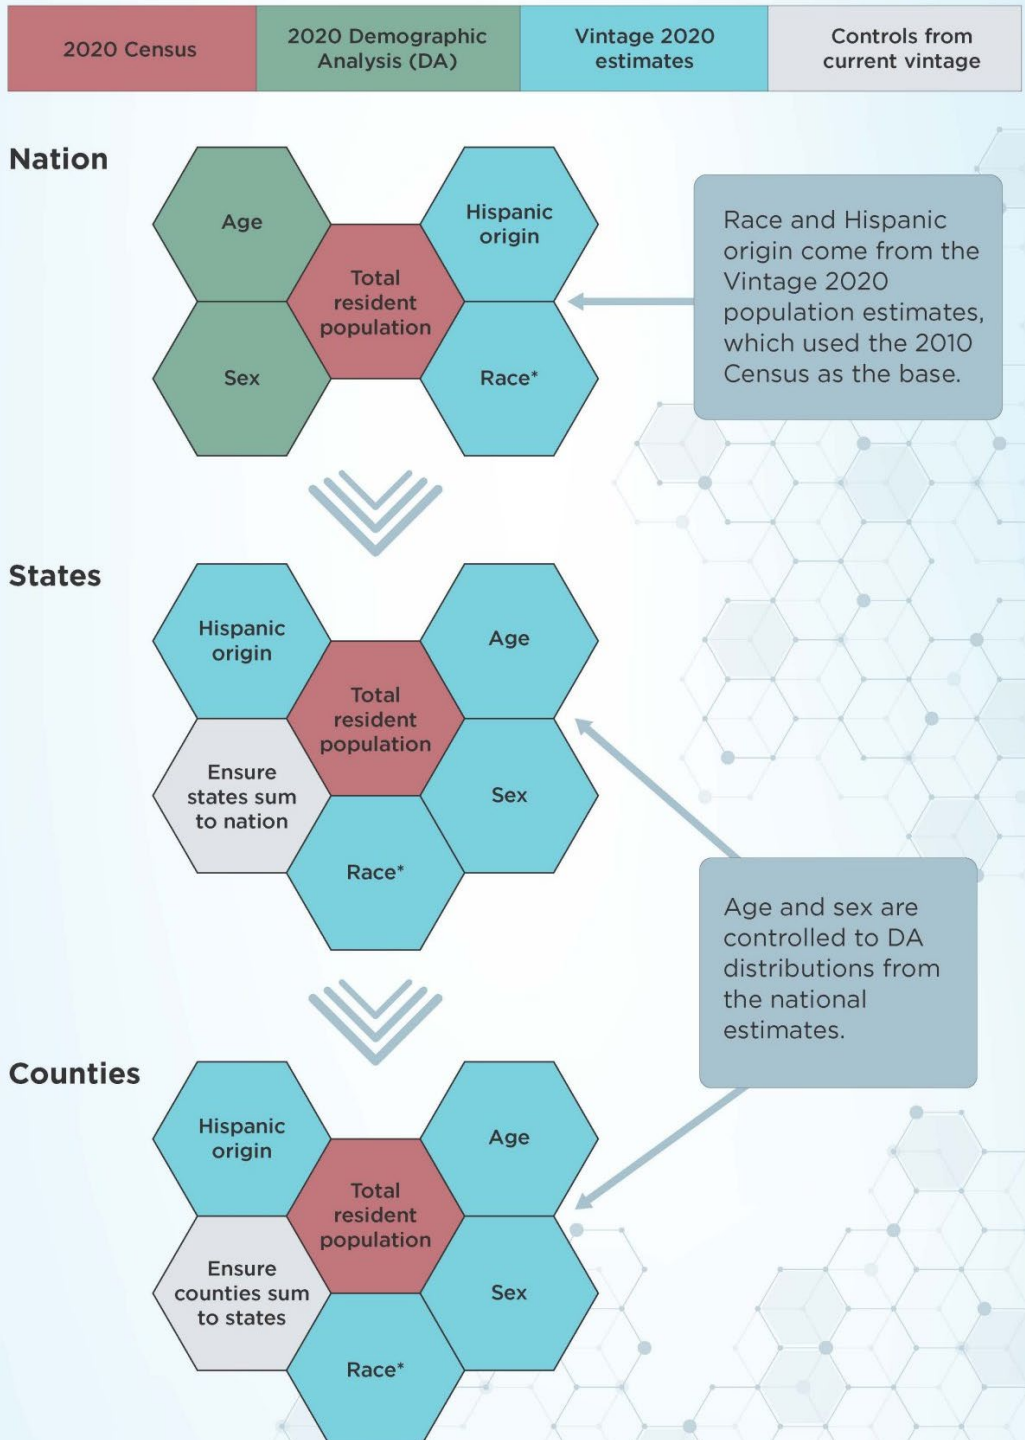 2020 Census
2020 Demographic
Analysis (DA)
Vintage 2020
estimates
Controls from
current vintage
Nation
Age
Sex
Total
resident
population
Hispanic
origin
Race*
Race and Hispanic
origin come from the
Vintage 2020
population estimates,
which used the 2010
Census as the base.
States
Hispanic
origin
Ensure
states sum
to nation
Total
resident
population
Race*
Age
Sex
Age and sex are
controlled to DA
distributions from
the national
estimates.
Counties
Hispanic
origin
Ensure
counties sum
to states
Total
resident
population
Race*
Age
Sex